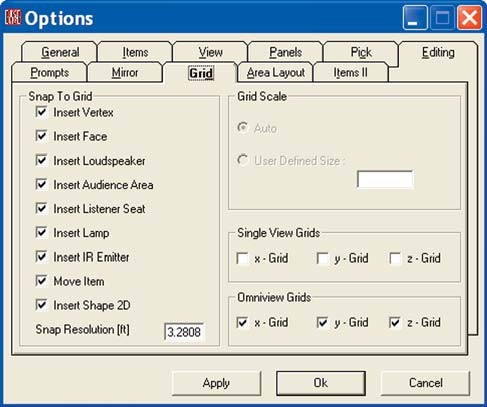 EASE
Options
General Items View Panels Pick Editing
Prompts Mirror Grid Area Layout Items II
Snap To Grid
Insert Vertex
Insert Face
Insert Loudspeaker
Insert Audience Area
Insert Listener Seat
Insert Lamp
Insert IR Emitter
Move Item
Insert Shape 2D
Snap Resolution [ft] 3.2808
Grid Scale
Auto
User Defined Size :
Single View Grids
x - Grid y - Grid z - Grid
Omniview Grids
x - Grid y - Grid z - Grid
Apply Ok Cancel